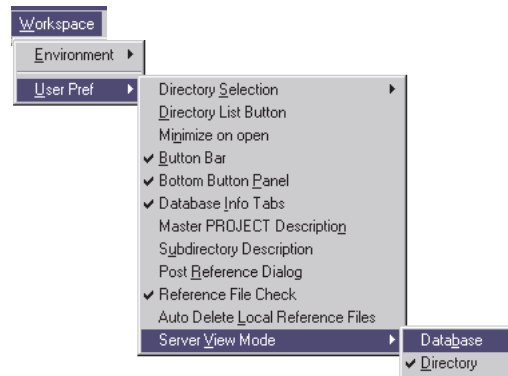 Workspace
Environment
User Pref
Directory Selection
Directory List Button
Minimize on open
Button Bar
Bottom Button Panel
Database Info Tabs
Master PROJECT Description
Subdirectory Description
Post Reference Dialog
Reference File Check
Auto Delete Local Reference Files
Server View Mode
Database
Directory